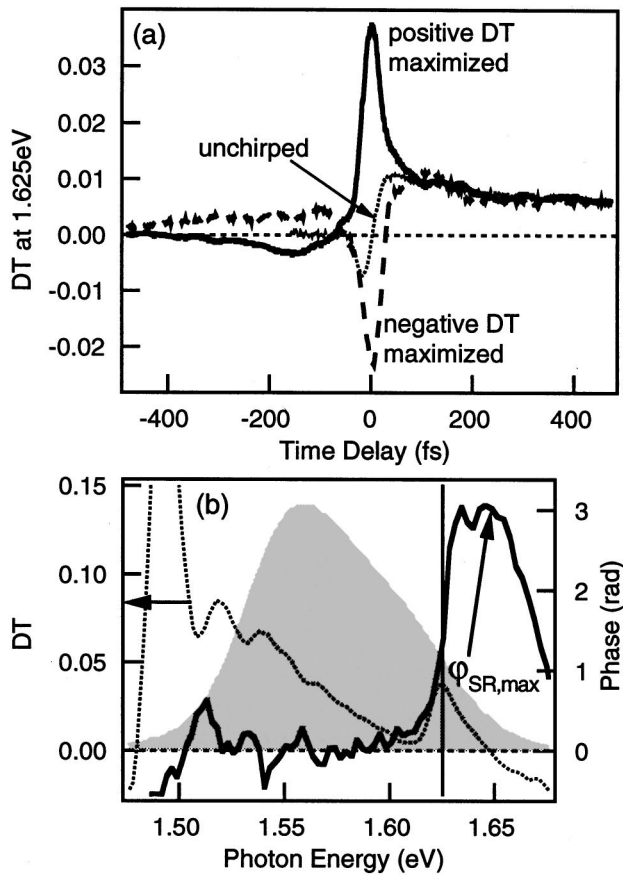 (a)
positive DT
maximized
unchirped
negative DT
maximized
DT at 1.625eV
0.03
0.02
0.01
0.00
-0.01
-0.02
-400
-200
0
200
400
Time Delay (fs)
(b)
DT
0.15
0.10
0.05
0.00
3
2
1
0
Phase (rad)
φSR,max
1.50
1.55
1.60
1.65
Photon Energy (eV)